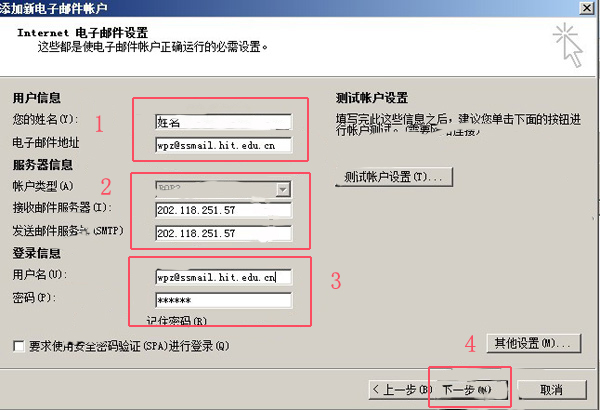 添加新电子邮件帐户
Internet 电子邮件设置
这些都是使电子邮件帐户正确运行的必需设置。
用户信息
您的姓名(Y):
姓名
1
电子邮件地址
wpz@ssmail.hit.edu.cn
服务器信息
帐户类型(A)
2
接收邮件服务器(I):
202.118.251.57
发送邮件服务 (SMTP)
202.118.251.57
登录信息
用户名(U):
wpz@ssmail.hit.edu.cn
3
密码(P):
******
记住密码(R)
要求使用安全密码验证(SPA)进行登录(Q)
测试帐户设置
填写完此这些信息之后,建议您单击下面的按钮进
行帐户测试。
测试帐户设置(T)...
4
其他设置(M)...
< 上一步(B)
下一步(N)
取消